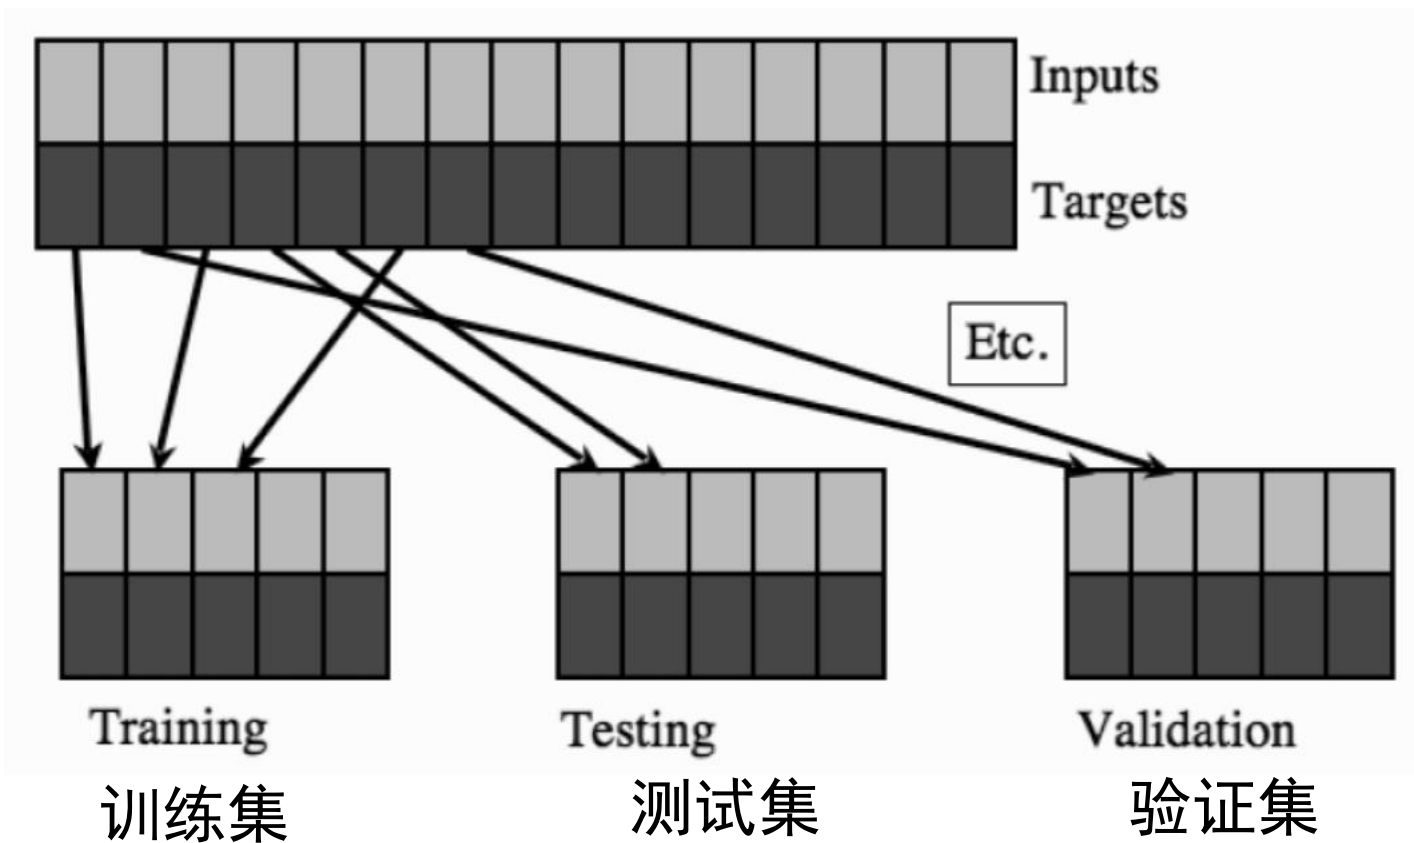 Inputs
Targets
Etc.
Training
Testing
Validation
训练集
测试集
验证集